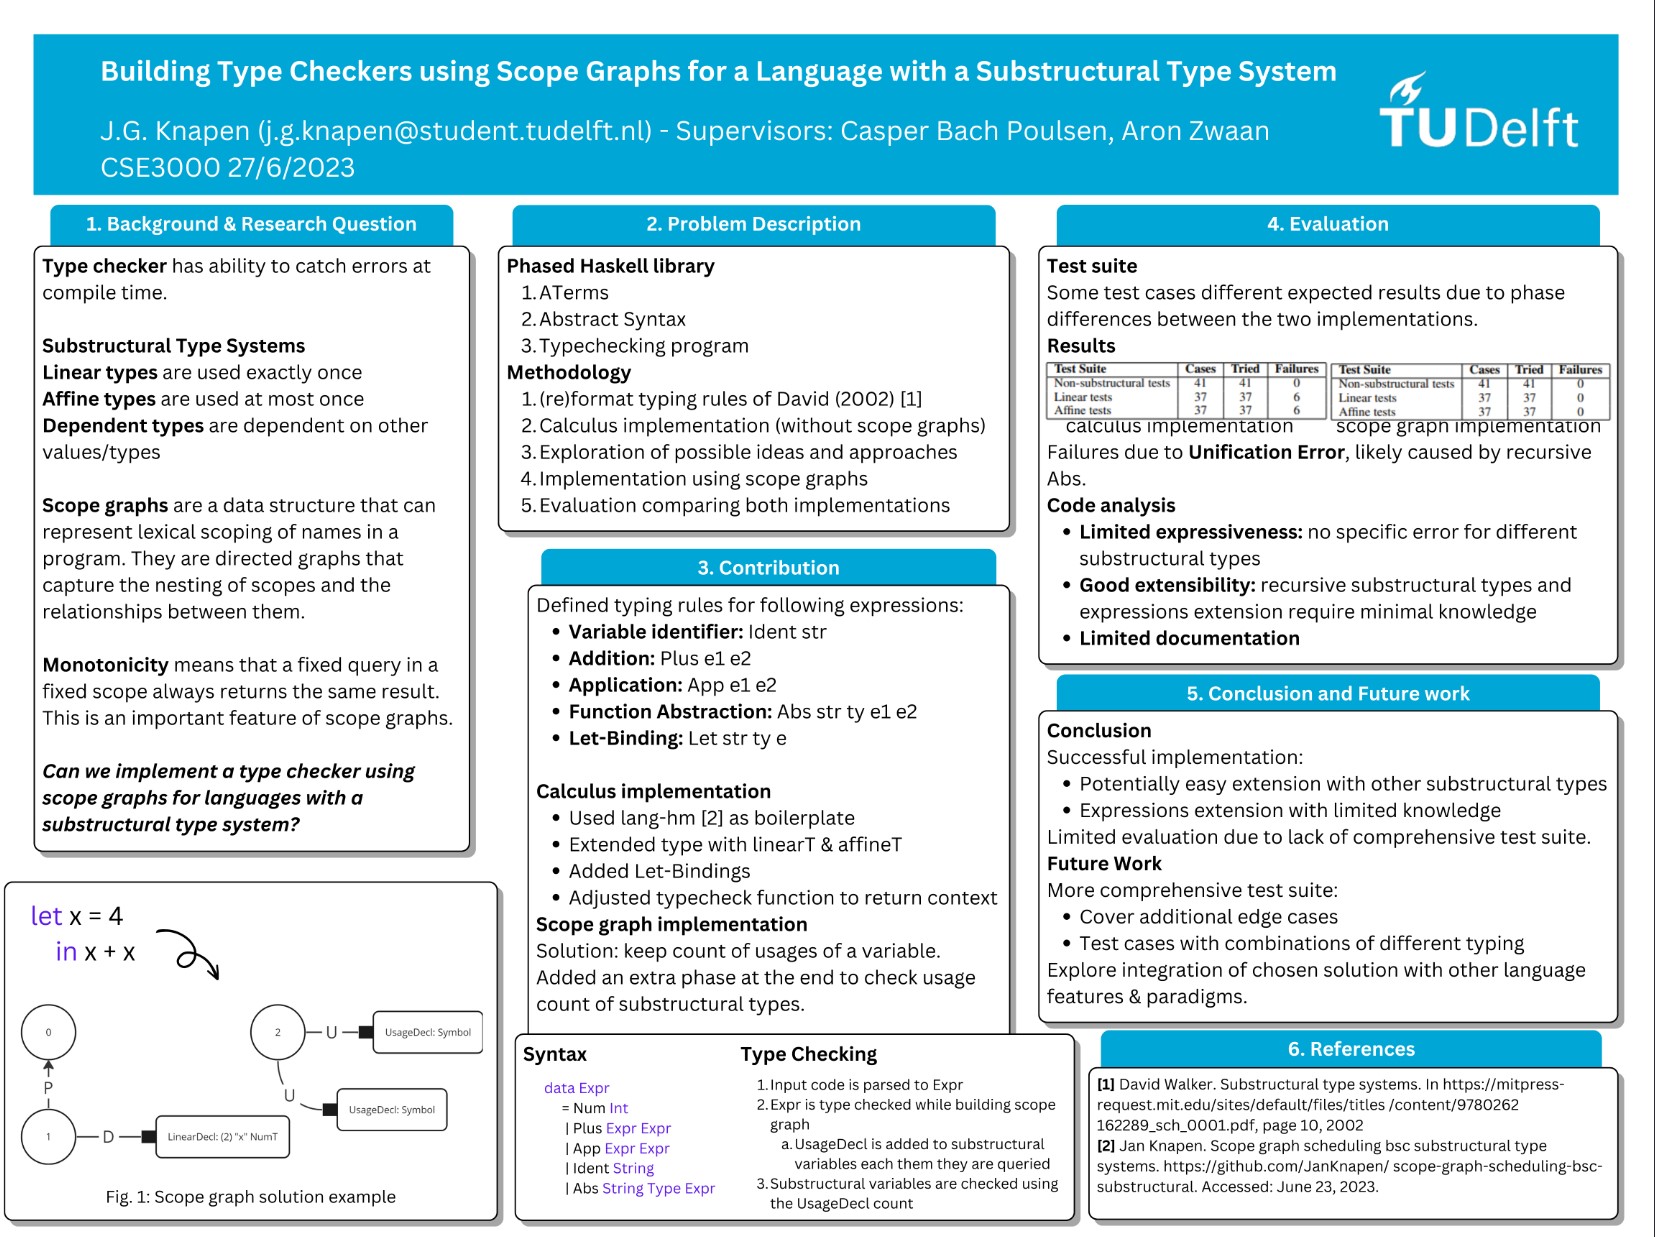 Building Type Checkers using Scope Graphs for a Language with a Substructural Type System
J.G. Knapen (j.g.knapen@student.tudelft.nl) - Supervisors: Casper Bach Poulsen, Aron Zwaan
CSE3000 27/6/2023
TUDelft
1. Background & Research Question
Type checker has ability to catch errors at
compile time.
Substructural Type Systems
Linear types are used exactly once
Affine types are used at most once
Dependent types are dependent on other
values/types
Scope graphs are a data structure that can
represent lexical scoping of names in a
program. They are directed graphs that
capture the nesting of scopes and the
relationships between them.
Monotonicity means that a fixed query in a
fixed scope always returns the same result.
This is an important feature of scope graphs.
Can we implement a type checker using
scope graphs for languages with a
substructural type system?
let x = 4
in x + x
0
P
1
D
LinearDecl: (2) "x" NumT
2
U
UsageDecl: Symbol
U
UsageDecl: Symbol
Fig. 1: Scope graph solution example
2. Problem Description
Phased Haskell library
1. ATerms
2. Abstract Syntax
3. Typechecking program
Methodology
1. (re)format typing rules of David (2002) [1]
2. Calculus implementation (without scope graphs)
3. Exploration of possible ideas and approaches
4. Implementation using scope graphs
5. Evaluation comparing both implementations
3. Contribution
Defined typing rules for following expressions:
• Variable identifier: Ident str
• Addition: Plus e1 e2
• Application: App e1 e2
• Function Abstraction: Abs str ty e1 e2
• Let-Binding: Let str ty e
Calculus implementation
• Used lang-hm [2] as boilerplate
• Extended type with linearT & affineT
• Added Let-Bindings
• Adjusted typecheck function to return context
Scope graph implementation
Solution: keep count of usages of a variable.
Added an extra phase at the end to check usage
count of substructural types.
Syntax
data Expr
= Num Int
| Plus Expr Expr
| App Expr Expr
| Ident String
| Abs String Type Expr
Type Checking
1. Input code is parsed to Expr
2. Expr is type checked while building scope
graph
a. UsageDecl is added to substructural
variables each them they are queried
3. Substructural variables are checked using
the UsageDecl count
4. Evaluation
Test suite
Some test cases different expected results due to phase
differences between the two implementations.
Results
Test Suite Cases Tried Failures
Non-substructural tests 41 41 0
Linear tests 37 37 6
Affine tests 37 37 6
calculus implementation
Test Suite Cases Tried Failures
Non-substructural tests 41 41 0
Linear tests 37 37 0
Affine tests 37 37 0
scope graph implementation
Failures due to Unification Error, likely caused by recursive
Abs.
Code analysis
• Limited expressiveness: no specific error for different
substructural types
• Good extensibility: recursive substructural types and
expressions extension require minimal knowledge
• Limited documentation
5. Conclusion and Future work
Conclusion
Successful implementation:
• Potentially easy extension with other substructural types
• Expressions extension with limited knowledge
Limited evaluation due to lack of comprehensive test suite.
Future Work
More comprehensive test suite:
• Cover additional edge cases
• Test cases with combinations of different typing
Explore integration of chosen solution with other language
features & paradigms.
6. References
[1] David Walker. Substructural type systems. In https://mitpress-
request.mit.edu/sites/default/files/titles /content/9780262
162289_sch_0001.pdf, page 10, 2002
[2] Jan Knapen. Scope graph scheduling bsc substructural type
systems. https://github.com/JanKnapen/ scope-graph-scheduling-bsc-
substructural. Accessed: June 23, 2023.